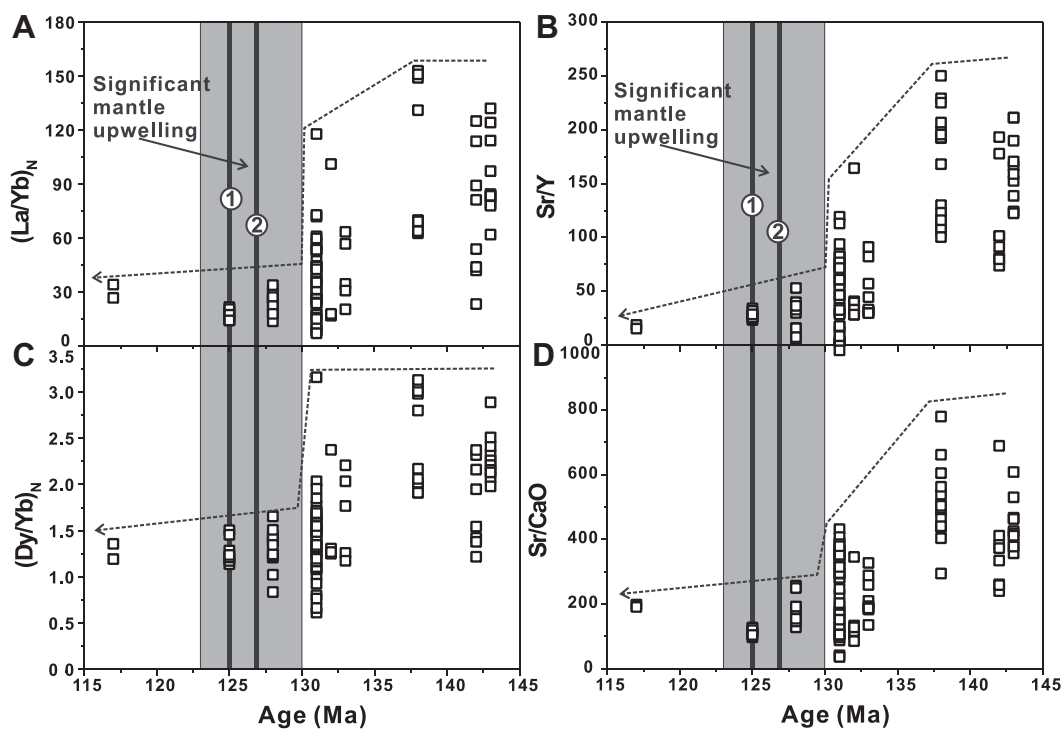 A
180
150
120
90
60
30
0
(La/Yb)N
Significant
mantle
upwelling
1
2
B
300
250
200
150
100
50
0
Sr/Y
Significant
mantle
upwelling
1
2
C
3.5
3.0
2.5
2.0
1.5
1.0
0.5
0.0
(Dy/Yb)N
115 120 125 130 135 140 145
Age (Ma)
D
1000
800
600
400
200
0
Sr/CaO
115 120 125 130 135 140 145
Age (Ma)